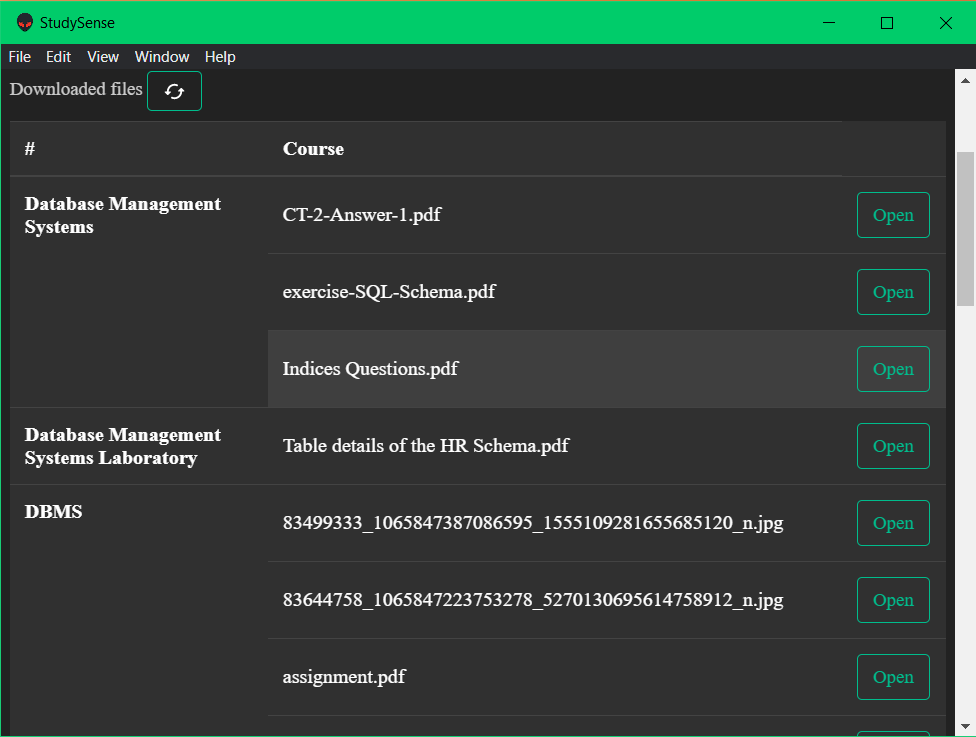 StudySense
File Edit View Window Help
Downloaded files
# Course
Database Management
Systems
CT-2-Answer-1.pdf Open
exercise-SQL-Schema.pdf Open
Indices Questions.pdf Open
Database Management
Systems Laboratory
Table details of the HR Schema.pdf Open
DBMS
83499333_1065847387086595_1555109281655685120_n.jpg Open
83644758_1065847223753278_5270130695614758912_n.jpg Open
assignment.pdf Open